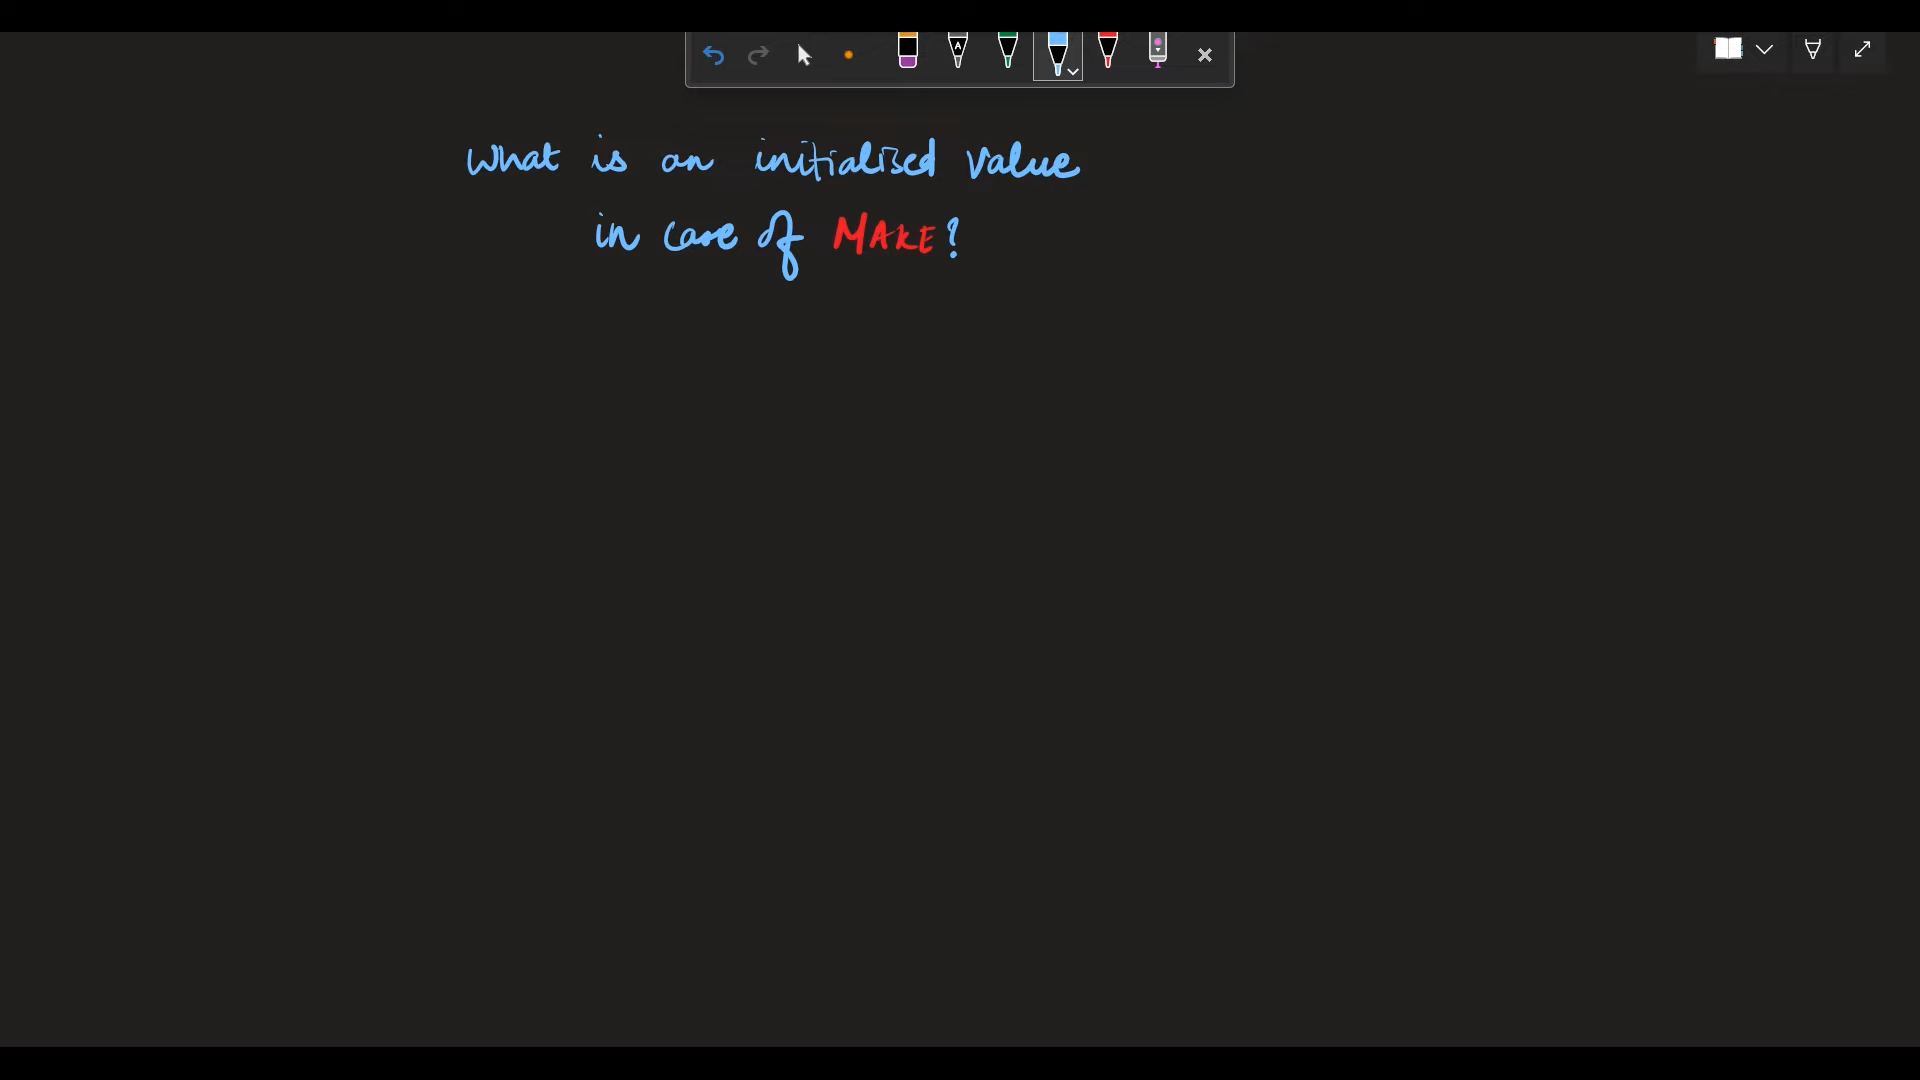 What is an initialised value
in case of MAKE?